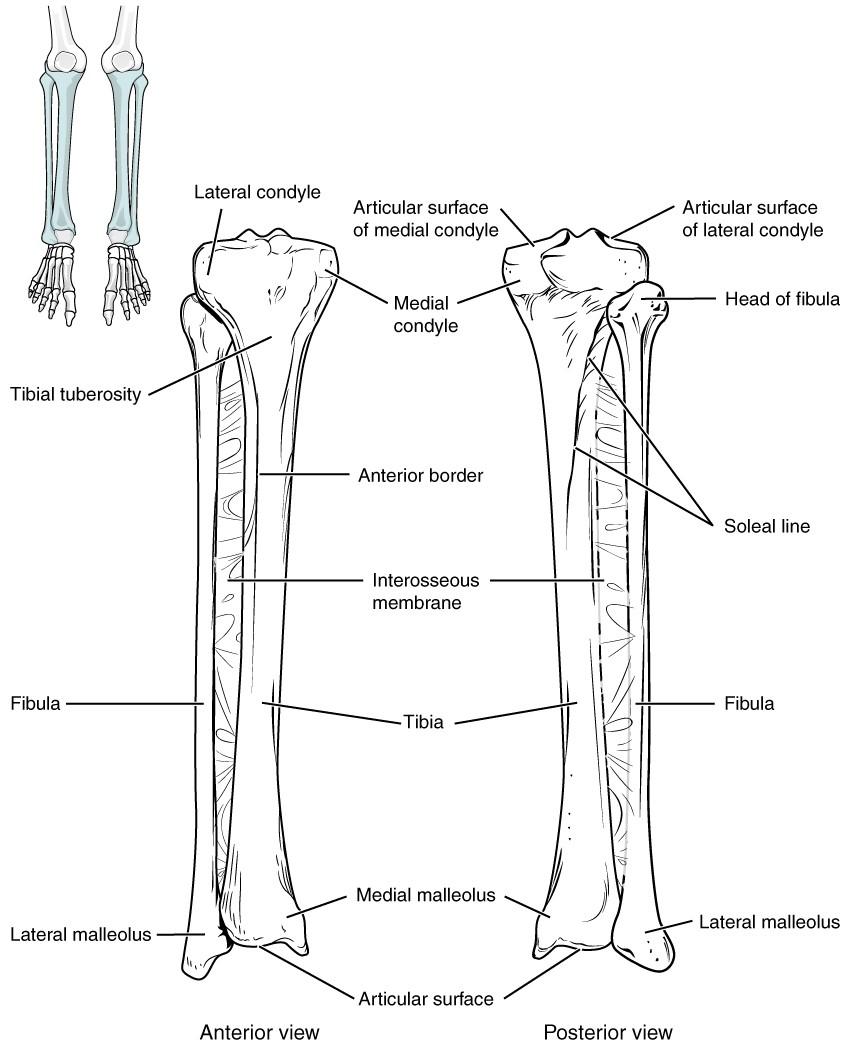 Lateral condyle
Articular surface
of medial condyle
Articular surface
of lateral condyle
Medial
condyle
Head of fibula
Tibial tuberosity
Anterior border
Soleal line
Interosseous
membrane
Fibula
Tibia
Fibula
Medial malleolus
Lateral malleolus
Lateral malleolus
Articular surface
Anterior view
Posterior view